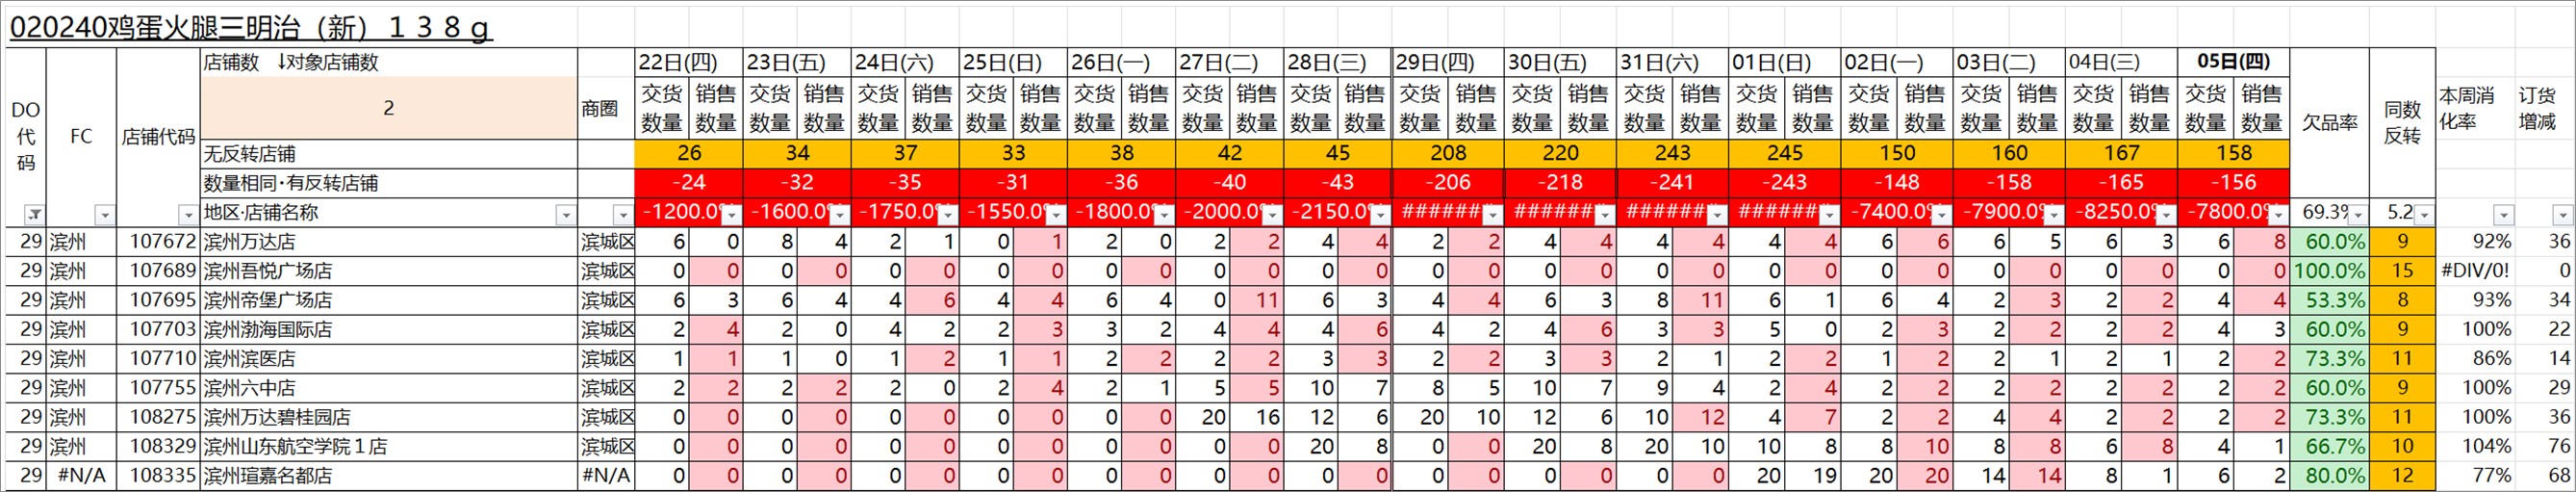 020240鸡蛋火腿三明治（新）１３８ｇ
店铺数 ↓对象店铺数 22日(四) 23日(五) 24日(六) 25日(日) 26日(一) 27日(二) 28日(三) 29日(四) 30日(五) 31日(六) 01日(日) 02日(一) 03日(二) 04日(三) 05日(四)
DO代码 FC 店铺代码 2 商圈 交货数量 销售数量 交货数量 销售数量 交货数量 销售数量 交货数量 销售数量 交货数量 销售数量 交货数量 销售数量 交货数量 销售数量 交货数量 销售数量 交货数量 销售数量 交货数量 销售数量 交货数量 销售数量 交货数量 销售数量 交货数量 销售数量 交货数量 销售数量 交货数量 销售数量 欠品率 同数反转 本周消化率 订货增减
无反转店铺 26 34 37 33 38 42 45 208 220 243 245 150 160 167 158
数量相同·有反转店铺 -24 -32 -35 -31 -36 -40 -43 -206 -218 -241 -243 -148 -158 -165 -156
地区·店铺名称 -1200.0% -1600.0% -1750.0% -1550.0% -1800.0% -2000.0% -2150.0% ###### ###### ###### ###### -7400.0% -7900.0% -8250.0% -7800.0% 69.3% 5.2
29 滨州 107672 滨州万达店 滨城区 6 0 8 4 2 1 0 1 2 0 2 2 4 4 2 2 4 4 4 4 4 4 6 6 6 5 6 3 6 8 60.0% 9 92% 36
29 滨州 107689 滨州吾悦广场店 滨城区 0 0 0 0 0 0 0 0 0 0 0 0 0 0 0 0 0 0 0 0 0 0 0 0 0 0 0 0 0 0 100.0% 15 #DIV/0! 0
29 滨州 107695 滨州帝堡广场店 滨城区 6 3 6 4 4 6 4 4 6 4 0 11 6 3 4 4 6 3 8 11 6 1 6 4 2 3 2 2 4 4 53.3% 8 93% 34
29 滨州 107703 滨州渤海国际店 滨城区 2 4 2 0 4 2 2 3 3 2 4 4 4 6 4 2 4 6 3 3 5 0 2 3 2 2 2 2 4 3 60.0% 9 100% 22
29 滨州 107710 滨州滨医店 滨城区 1 1 1 0 1 2 1 1 2 2 2 2 3 3 2 2 3 3 2 1 2 2 1 2 2 1 2 1 2 2 73.3% 11 86% 14
29 滨州 107755 滨州六中店 滨城区 2 2 2 2 2 0 2 4 2 1 5 5 10 7 8 5 10 7 9 4 2 4 2 2 2 2 2 2 2 2 60.0% 9 100% 29
29 滨州 108275 滨州万达碧桂园店 滨城区 0 0 0 0 0 0 0 0 0 0 20 16 12 6 20 10 12 6 10 12 4 7 2 2 4 4 2 2 2 2 73.3% 11 100% 36
29 滨州 108329 滨州山东航空学院１店 滨城区 0 0 0 0 0 0 0 0 0 0 0 0 20 8 0 0 20 8 20 10 10 8 8 10 8 8 6 8 4 1 66.7% 10 104% 76
29 #N/A 108335 滨州瑄嘉名都店 #N/A 0 0 0 0 0 0 0 0 0 0 0 0 0 0 0 0 0 0 0 0 20 19 20 20 14 14 8 1 6 2 80.0% 12 77% 68